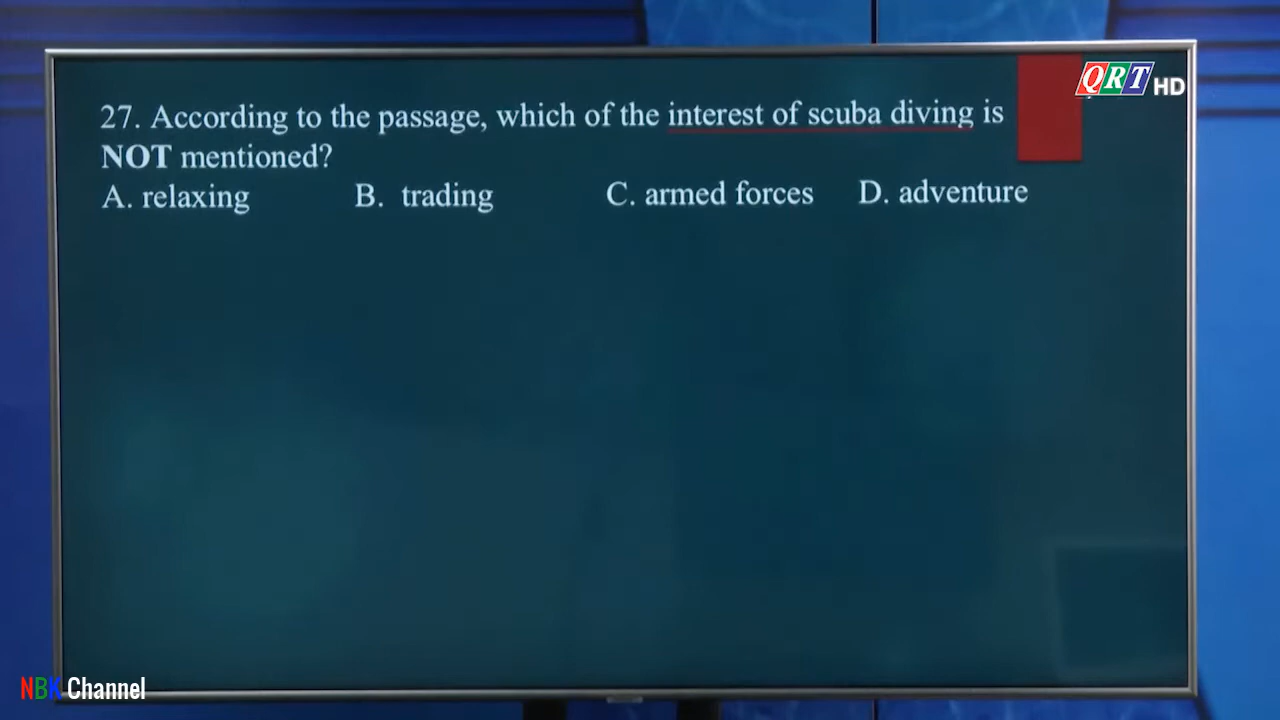 QRT HD
27. According to the passage, which of the interest of scuba diving is
NOT mentioned?
A. relaxing B. trading C. armed forces D. adventure
NBK Channel